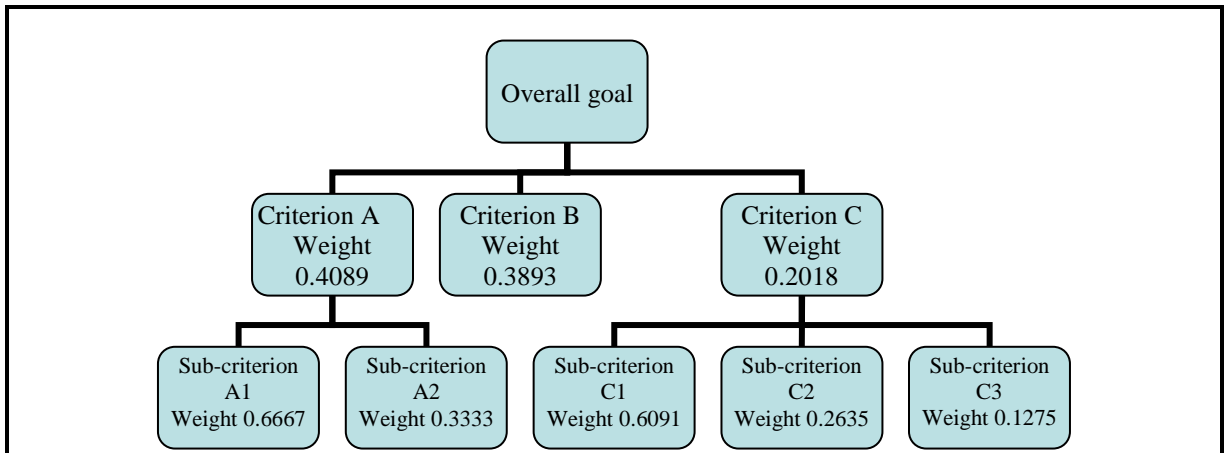 Overall goal
Criterion A
Weight
0.4089
Criterion B
Weight
0.3893
Criterion C
Weight
0.2018
Sub-criterion
A1
Weight 0.6667
Sub-criterion
A2
Weight 0.3333
Sub-criterion
C1
Weight 0.6091
Sub-criterion
C2
Weight 0.2635
Sub-criterion
C3
Weight 0.1275